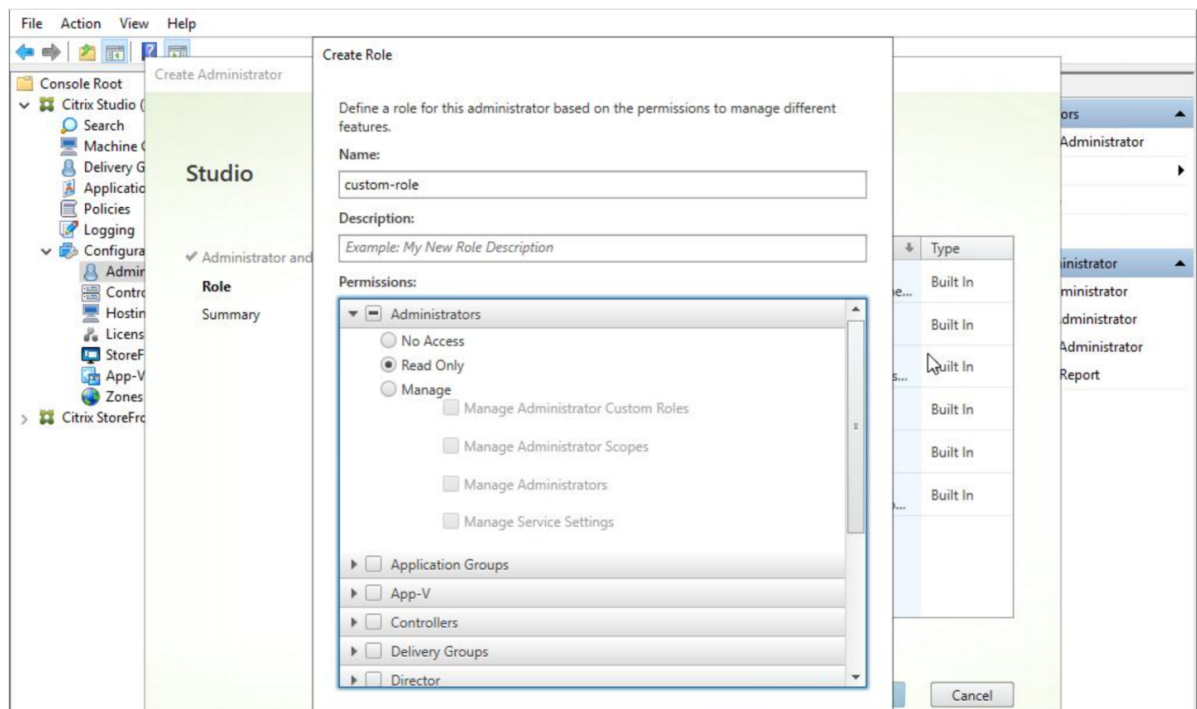 File Action View Help
Create Role
Create Administrator
Console Root
Citrix Studio (
Search
Machine
Delivery G
Applicatio
Policies
Logging
Configura
Admir
Contro
Hostin
Licens
StoreF
App-V
Zones
Citrix StoreFro
Studio
Administrator and
Role
Summary
Define a role for this administrator based on the permissions to manage different
features.
Name:
custom-role
Description:
Example: My New Role Description
Permissions:
Administrators
No Access
Read Only
Manage
Manage Administrator Custom Roles
Manage Administrator Scopes
Manage Administrators
Manage Service Settings
Application Groups
App-V
Controllers
Delivery Groups
Director
Type
e... Built In
Built In
s... Built In
Built In
Built In
Built In
Cancel
ors
Administrator
inistrator
ministrator
dministrator
Administrator
Report